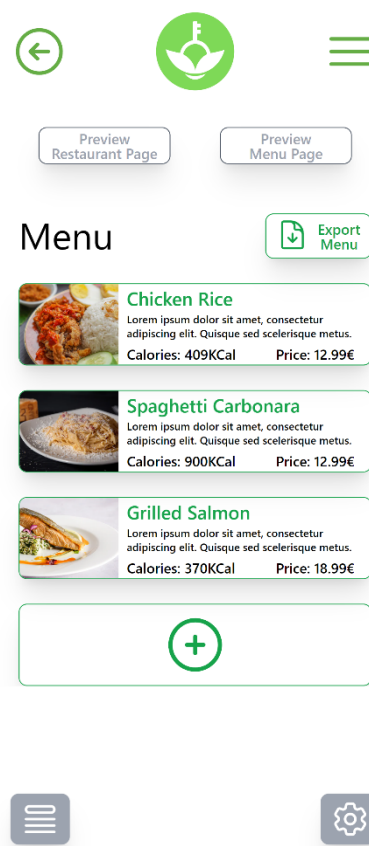 Preview
Restaurant Page
Preview
Menu Page
Menu
Export
Menu
Chicken Rice
Lorem ipsum dolor sit amet, consectetur
adipiscing elit. Quisque sed scelerisque metus.
Calories: 409KCal Price: 12.99€
Spaghetti Carbonara
Lorem ipsum dolor sit amet, consectetur
adipiscing elit. Quisque sed scelerisque metus.
Calories: 900KCal Price: 12.99€
Grilled Salmon
Lorem ipsum dolor sit amet, consectetur
adipiscing elit. Quisque sed scelerisque metus.
Calories: 370KCal Price: 18.99€